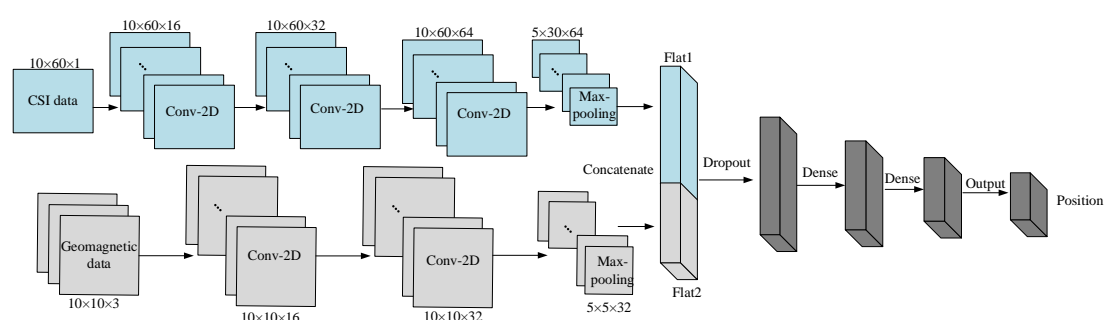 10×60×1
CSI data
10×60×16
Conv-2D
10×60×32
Conv-2D
10×60×64
Conv-2D
5×30×64
Max-
pooling
Flat1
Concatenate
Dropout
Dense
Dense
Output
Position
Geomagnetic
data
10×10×3
Conv-2D
10×10×16
Conv-2D
10×10×32
Max-
pooling
5×5×32
Flat2